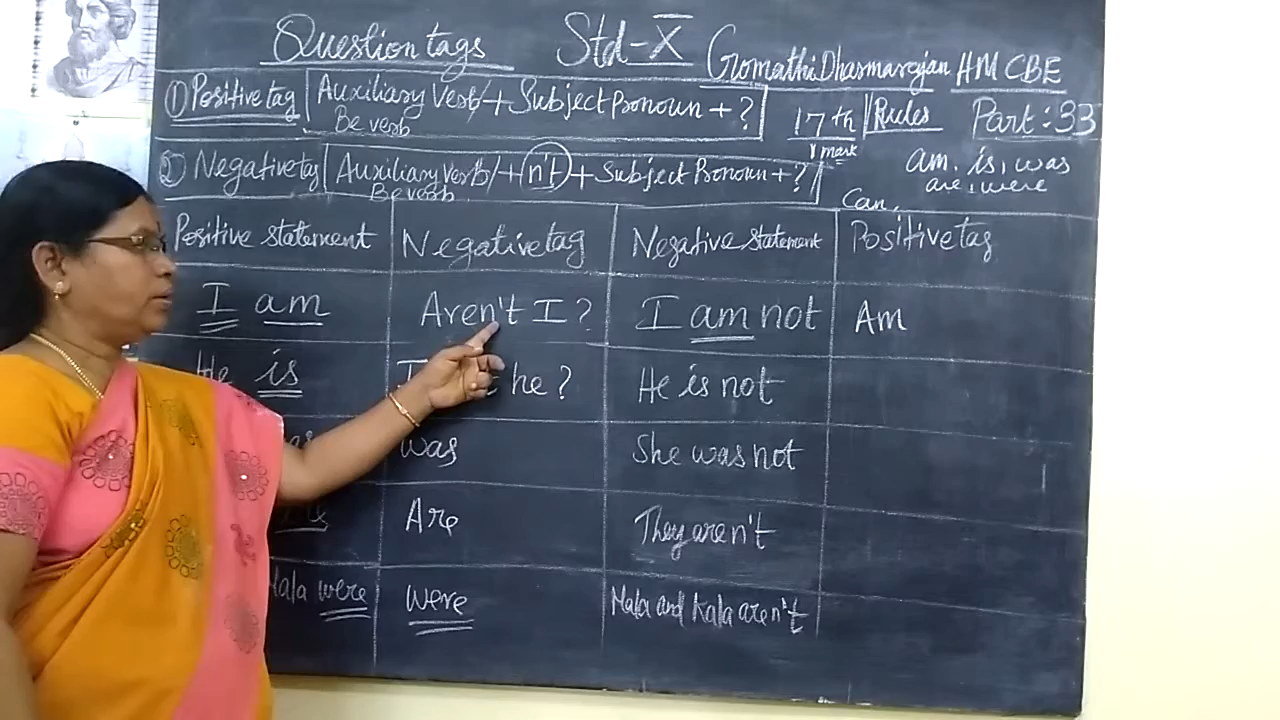 Question tags Std-X Gomathi Dharmarajan HM CBE
① Positive tag Auxiliary Verb/ + Subject Pronoun + ?
Be verb
17th Rules Part: 33
1 mark
② Negative tag Auxiliary verb/ + n't + Subject Pronoun + ?
Be verb
am, is, was
are, were
Can,
Positive statement Negative tag Negative statement Positive tag
I am Aren't I? I am not Am
He is he? He is not
was She was not
Are They aren't
were were Mala and Kala aren't